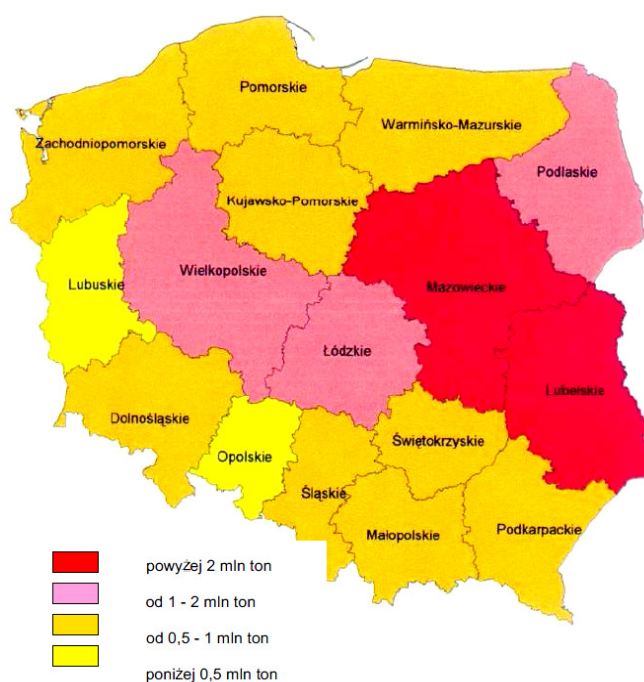 Pomorskie
Warmińsko-Mazurskie
Zachodniopomorskie
Podlaskie
Kujawsko-Pomorskie
Wielkopolskie
Lubuskie
Mazowieckie
Łódzkie
Lubelskie
Dolnośląskie
Świętokrzyskie
Opolskie
Śląskie
Podkarpackie
Małopolskie
powyżej 2 mln ton
od 1 - 2 mln ton
od 0,5 - 1 mln ton
poniżej 0,5 mln ton